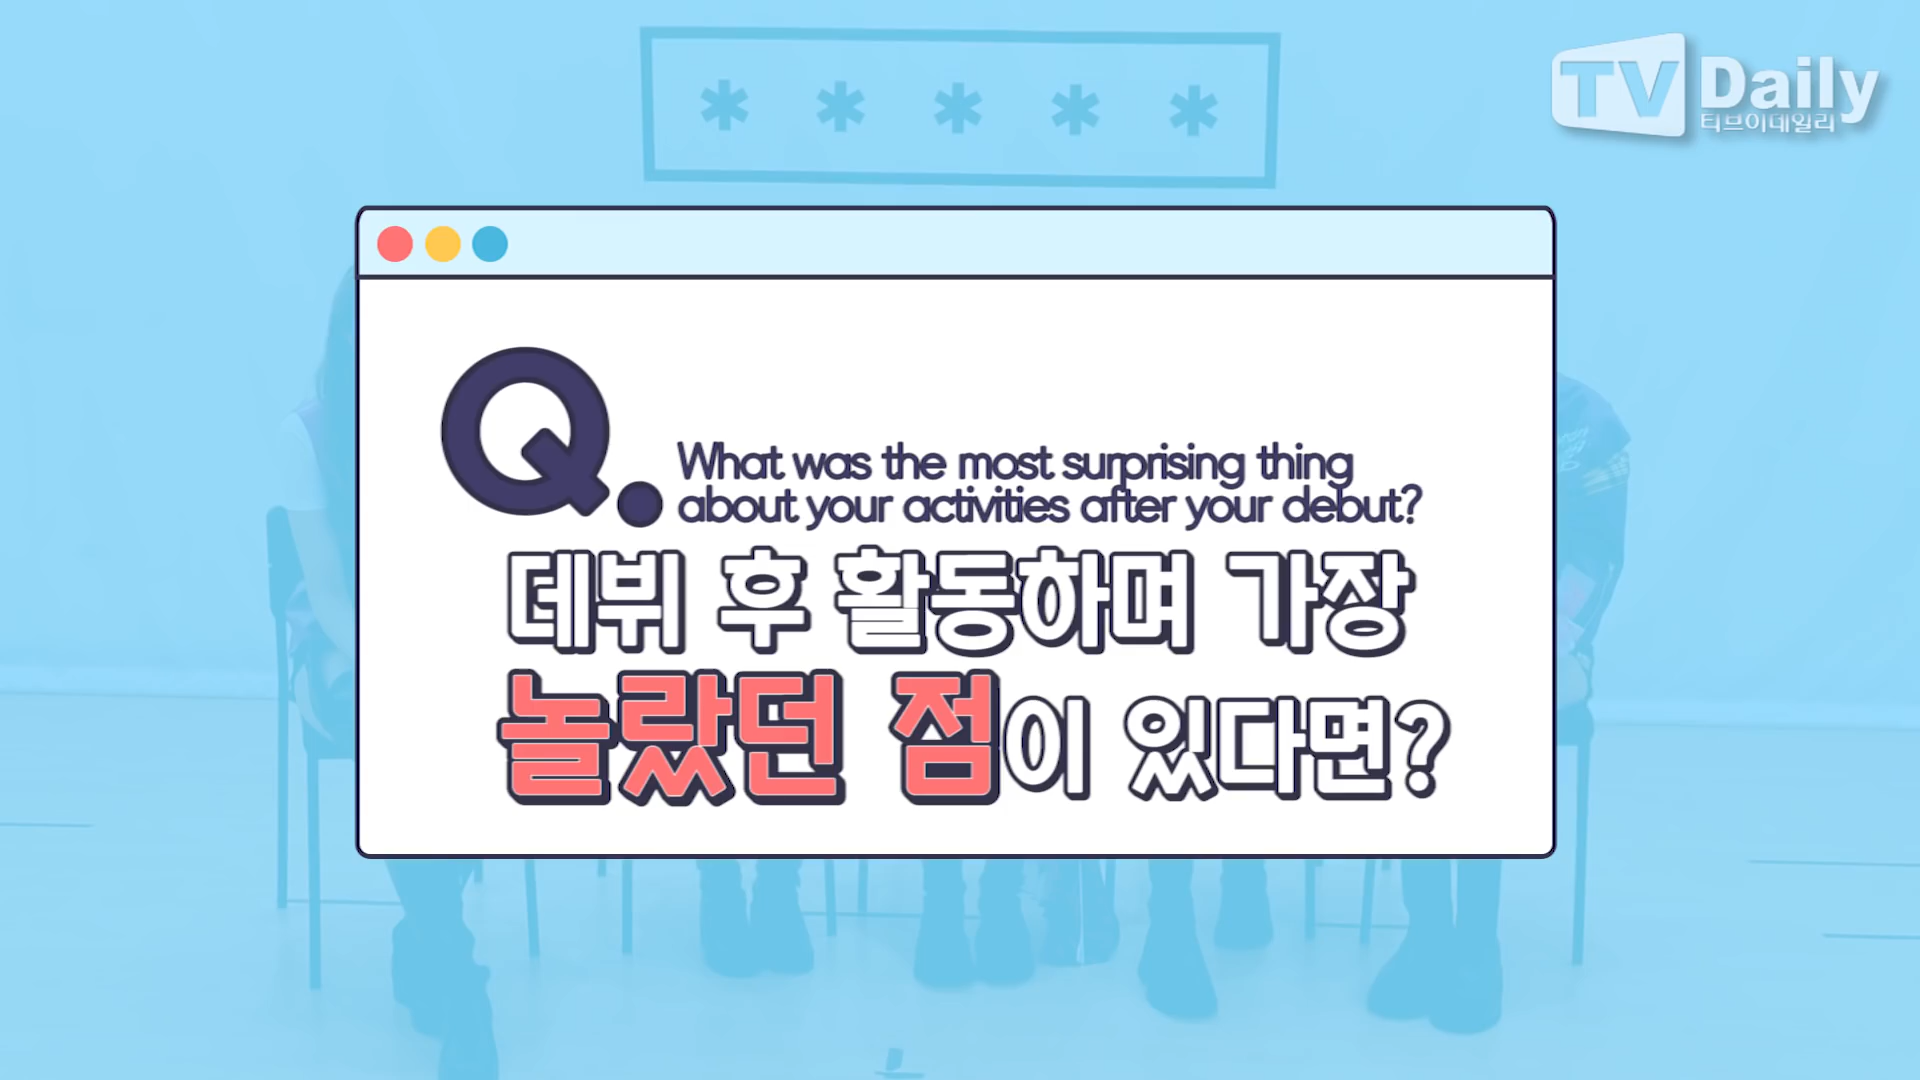 * * * * *
TV Daily
티브이데일리
Q. What was the most surprising thing
about your activities after your debut?
데뷔 후 활동하며 가장
놀랐던 점이 있다면?